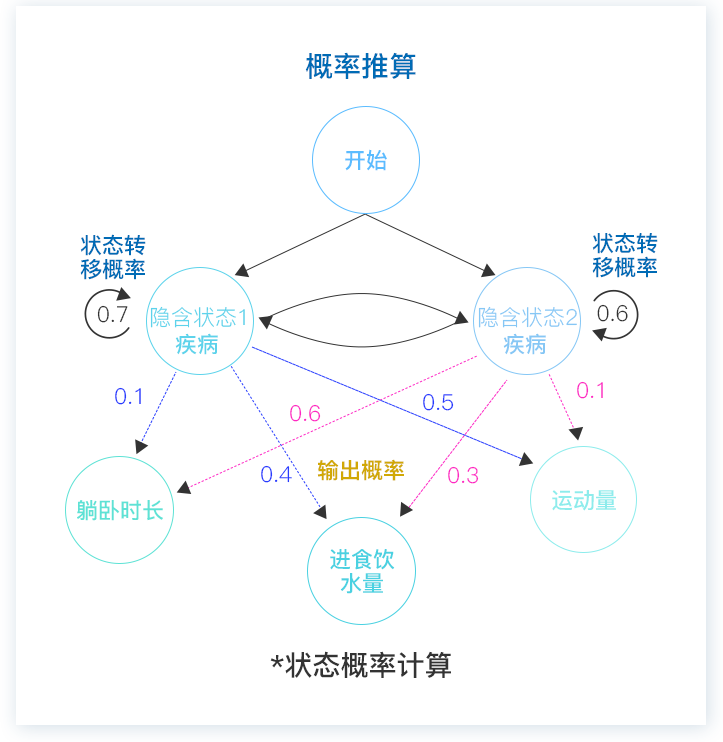 概率推算
开始
状态转
移概率
0.7
隐含状态1
疾病
隐含状态2
疾病
状态转
移概率
0.6
0.1
0.6
0.5
0.1
0.4
输出概率
0.3
躺卧时长
进食饮
水量
运动量
*状态概率计算